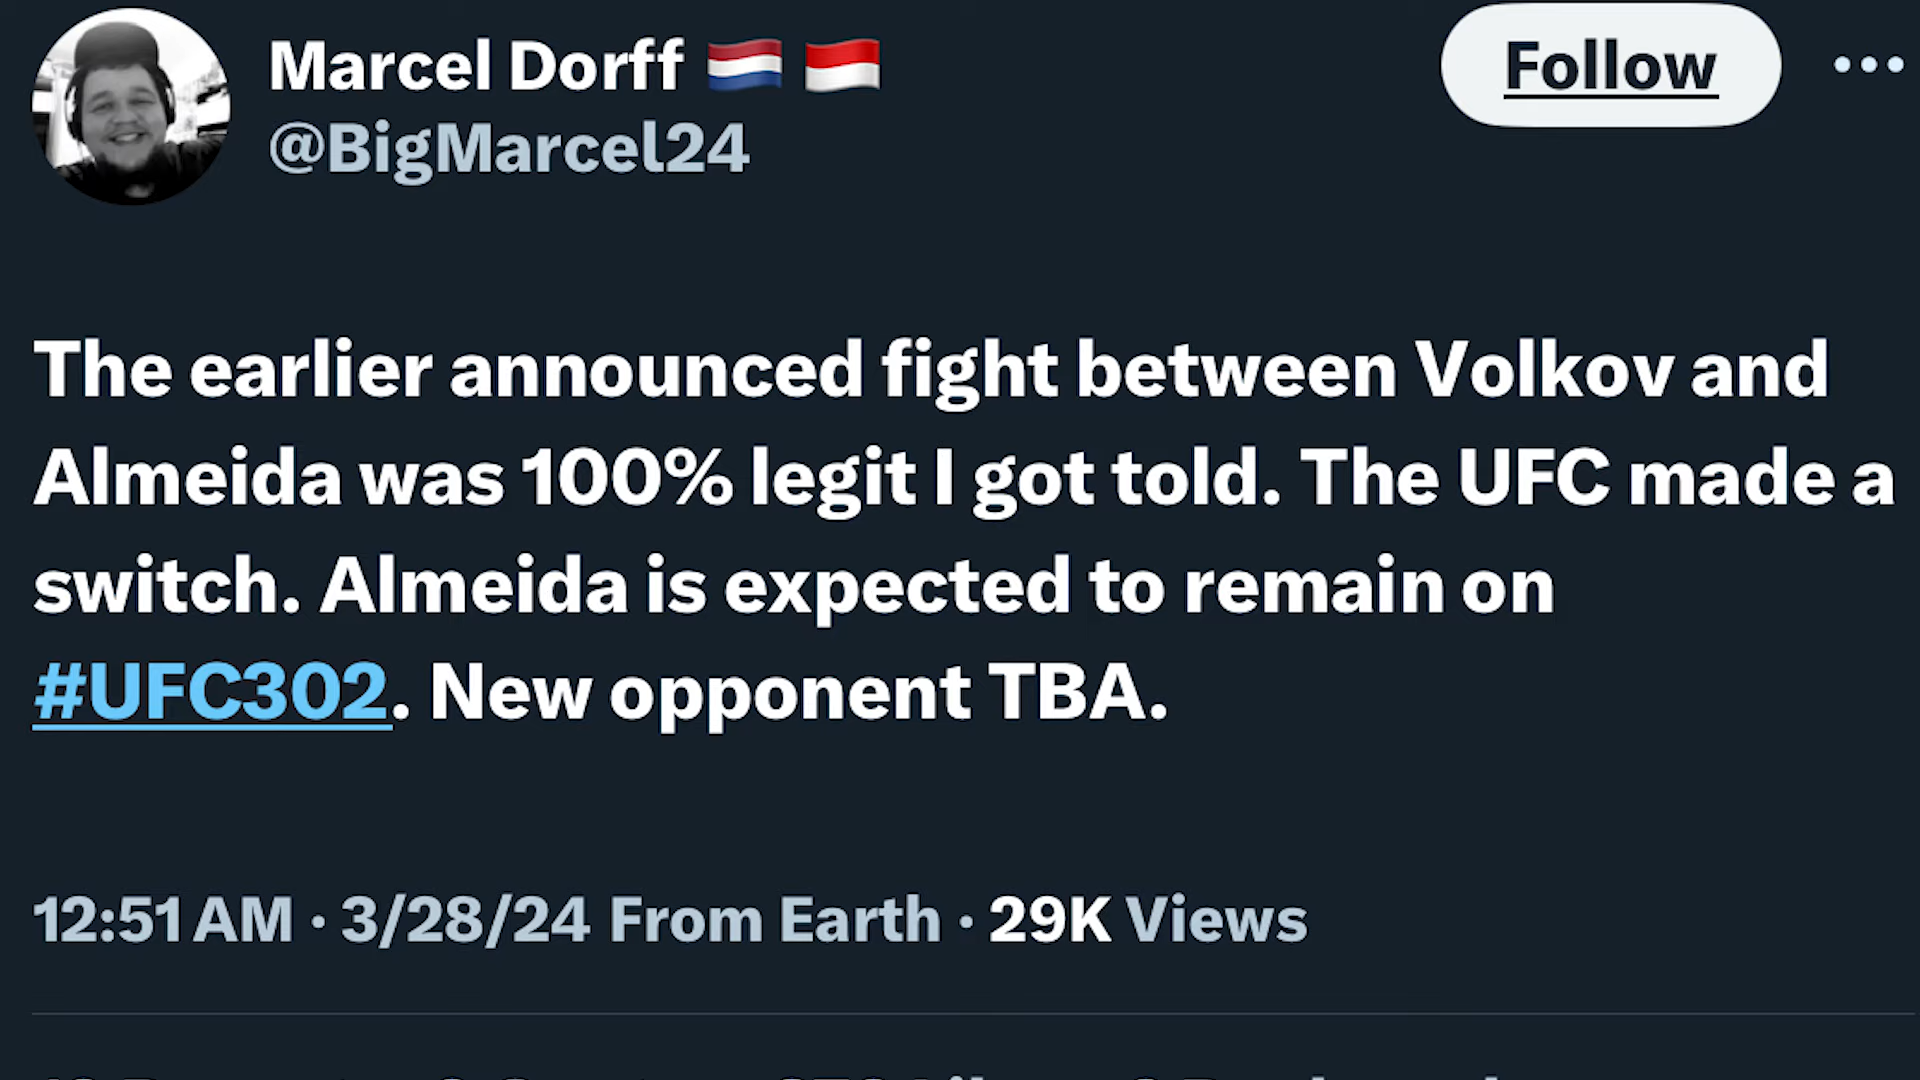 Marcel Dorff 🇳🇱 🇮🇩
Follow
@BigMarcel24
The earlier announced fight between Volkov and
Almeida was 100% legit I got told. The UFC made a
switch. Almeida is expected to remain on
#UFC302. New opponent TBA.
12:51 AM · 3/28/24 From Earth · 29K Views